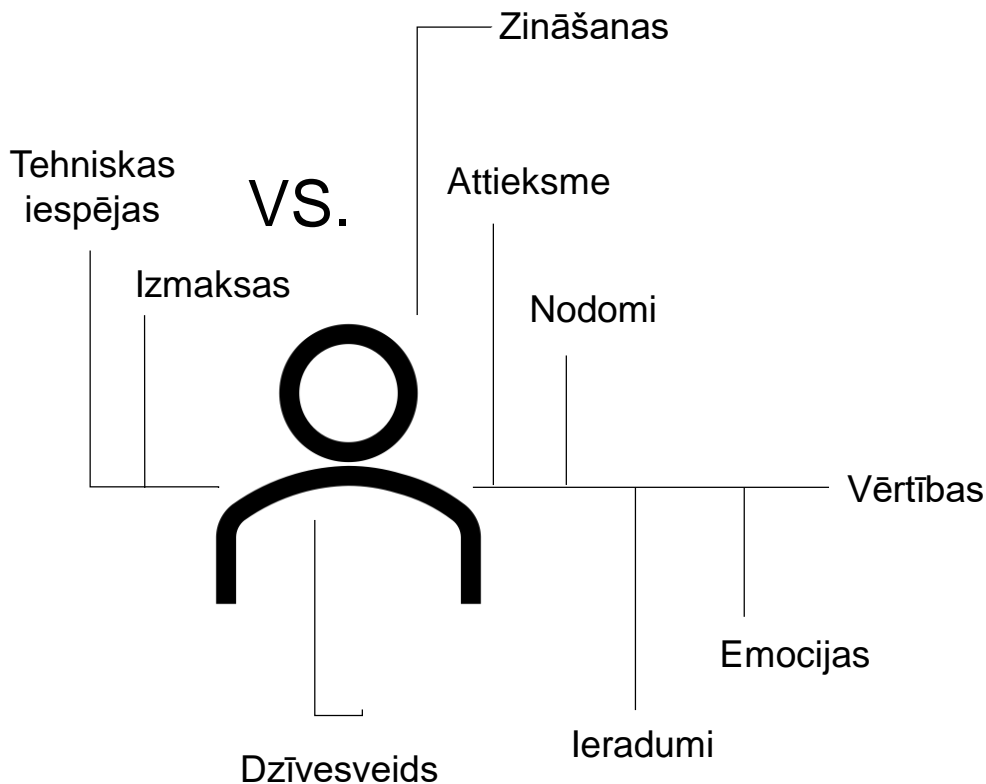 Zināšanas
Tehniskas
iespējas
VS.
Attieksme
Izmaksas
Nodomi
Vērtības
Emocijas
Ieradumi
Dzīvesveids